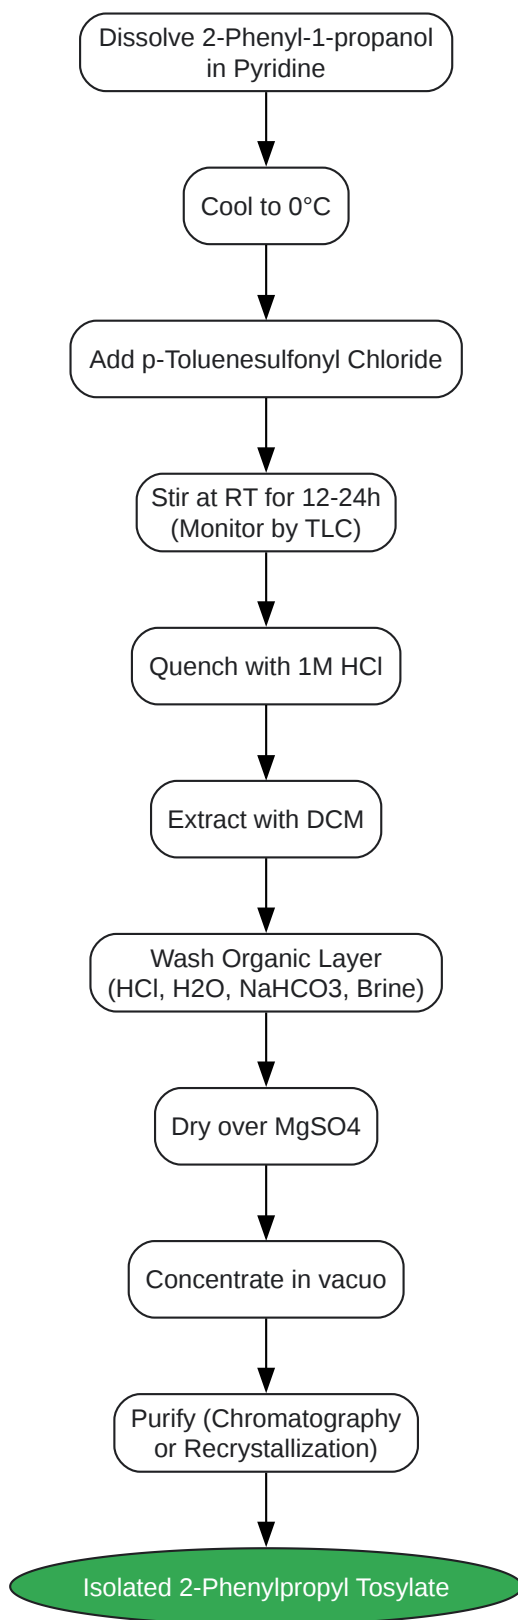 Dissolve 2-Phenyl-1-propanol
in Pyridine
Cool to 0°C
Add p-Toluenesulfonyl Chloride
Stir at RT for 12-24h
(Monitor by TLC)
Quench with 1M HCl
Extract with DCM
Wash Organic Layer
(HCl, H2O, NaHCO3, Brine)
Dry over MgSO4
Concentrate in vacuo
Purify (Chromatography
or Recrystallization)
Isolated 2-Phenylpropyl Tosylate